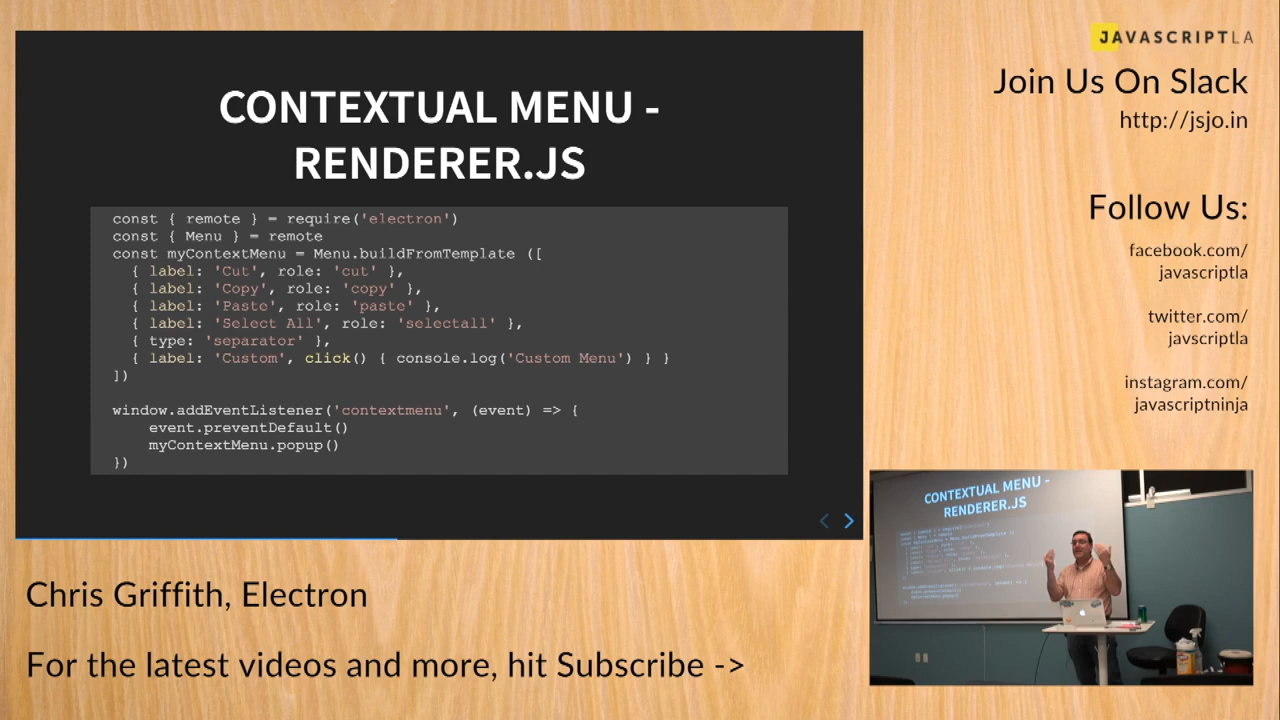 CONTEXTUAL MENU -
RENDERER.JS
const { remote } = require('electron')
const { Menu } = remote
const myContextMenu = Menu.buildFromTemplate ([
  { label: 'Cut', role: 'cut' },
  { label: 'Copy', role: 'copy' },
  { label: 'Paste', role: 'paste' },
  { label: 'Select All', role: 'selectall' },
  { type: 'separator' },
  { label: 'Custom', click() { console.log('Custom Menu') } }
])
window.addEventListener('contextmenu', (event) => {
    event.preventDefault()
    myContextMenu.popup()
})
JAVASCRIPTLA
Join Us On Slack
http://jsjo.in
Follow Us:
facebook.com/
javascriptla
twitter.com/
javscriptla
instagram.com/
javascriptninja
CONTEXTUAL MENU -
RENDERER.JS
Chris Griffith, Electron
For the latest videos and more, hit Subscribe ->